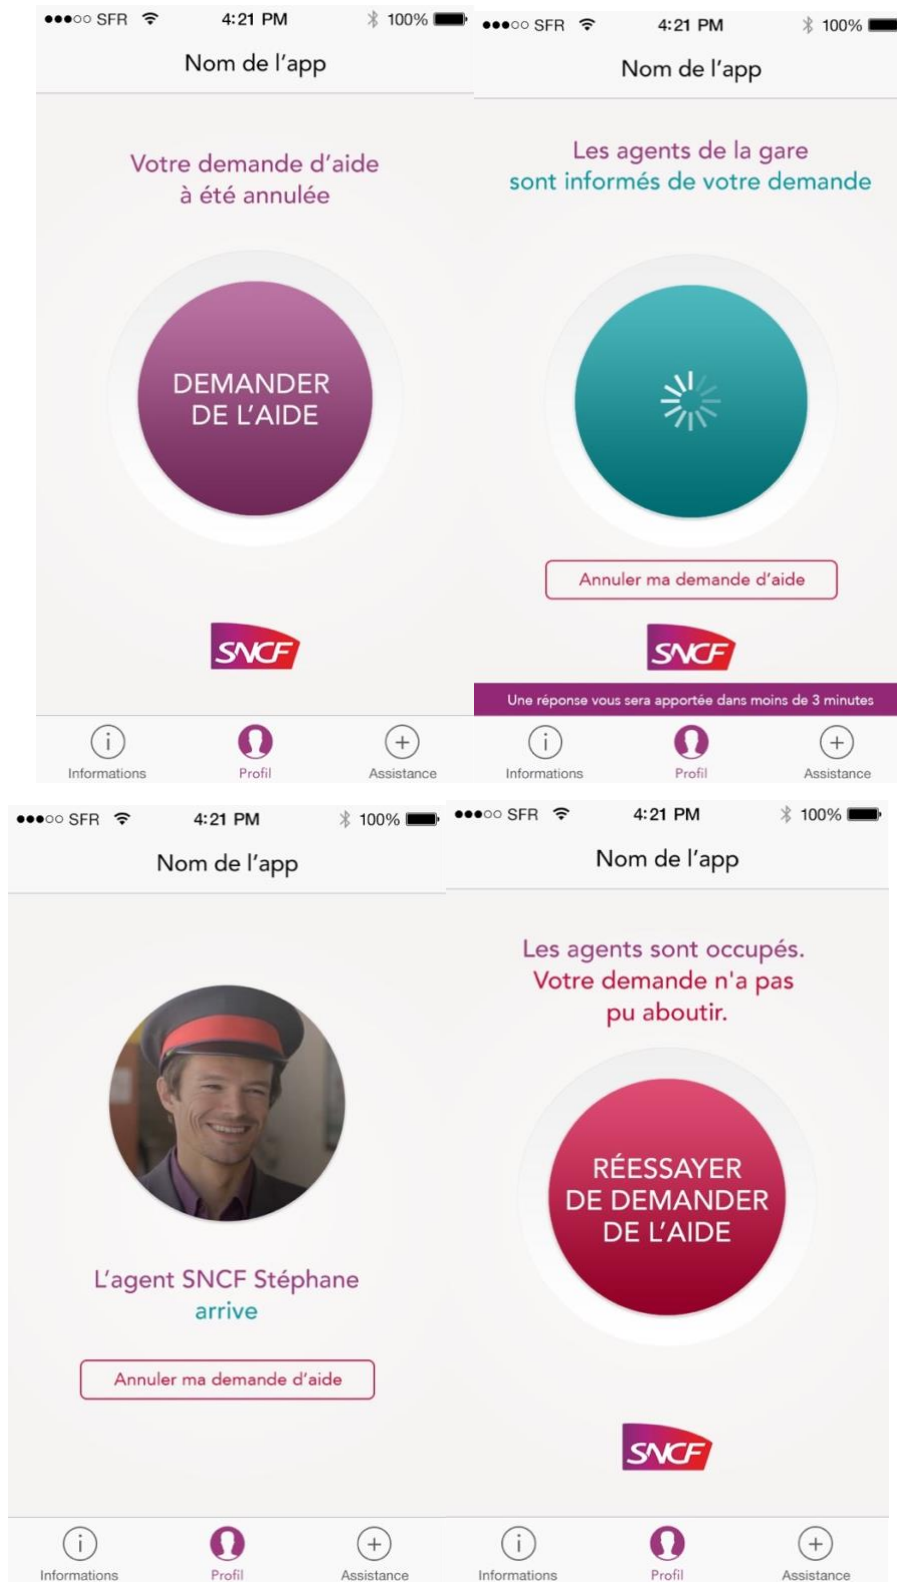 SFR 4:21 PM 100%
Nom de l'app
Votre demande d'aide
à été annulée
DEMANDER
DE L'AIDE
SNCF
Informations Profil Assistance
SFR 4:21 PM 100%
Nom de l'app
Les agents de la gare
sont informés de votre demande
Annuler ma demande d'aide
SNCF
Une réponse vous sera apportée dans moins de 3 minutes
Informations Profil Assistance
SFR 4:21 PM 100%
Nom de l'app
L'agent SNCF Stéphane
arrive
Annuler ma demande d'aide
Informations Profil Assistance
SFR 4:21 PM 100%
Nom de l'app
Les agents sont occupés.
Votre demande n'a pas
pu aboutir.
RÉESSAYER
DE DEMANDER
DE L'AIDE
SNCF
Informations Profil Assistance